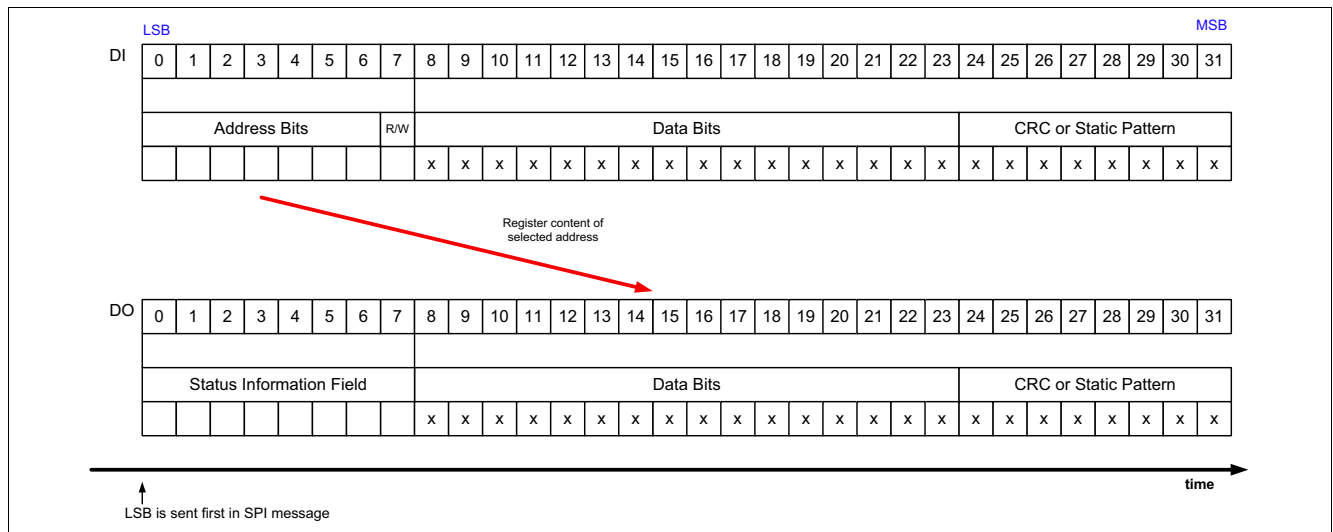 LSB MSB
DI 0 1 2 3 4 5 6 7 8 9 10 11 12 13 14 15 16 17 18 19 20 21 22 23 24 25 26 27 28 29 30 31
Address Bits R/W Data Bits CRC or Static Pattern
x x x x x x x x x x x x x x x x x x x x x x x x
Register content of
selected address
DO 0 1 2 3 4 5 6 7 8 9 10 11 12 13 14 15 16 17 18 19 20 21 22 23 24 25 26 27 28 29 30 31
Status Information Field Data Bits CRC or Static Pattern
x x x x x x x x x x x x x x x x x x x x x x x x
time
LSB is sent first in SPI message